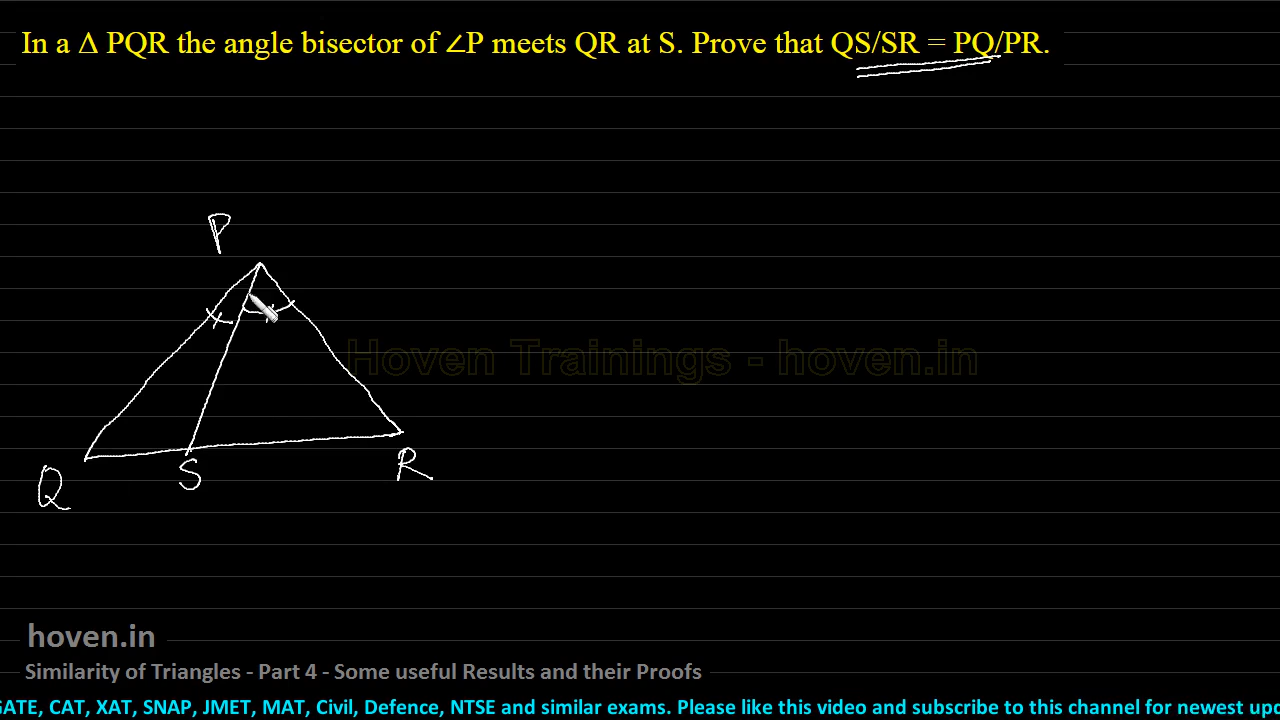 In a Δ PQR the angle bisector of ∠P meets QR at S. Prove that QS/SR = PQ/PR.
P
Hoven Trainings - hoven.in
Q
S
R
hoven.in
Similarity of Triangles - Part 4 - Some useful Results and their Proofs
GATE, CAT, XAT, SNAP, JMET, MAT, Civil, Defence, NTSE and similar exams. Please like this video and subscribe to this channel for newest upd